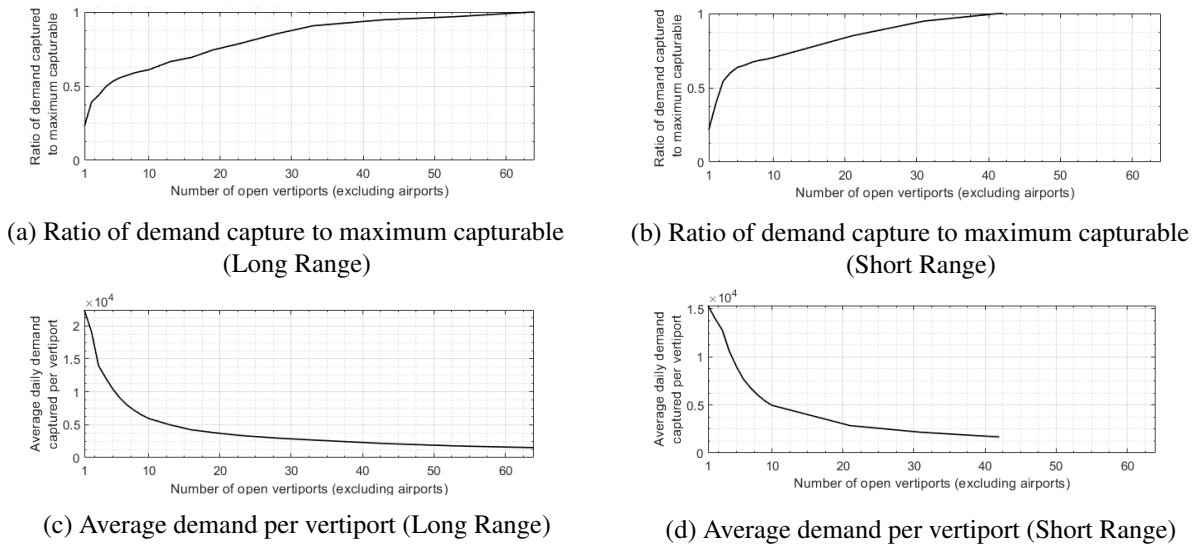 1
0.5
0
Ratio of demand captured
to maximum capturable
1 10 20 30 40 50 60
Number of open vertiports (excluding airports)
(a) Ratio of demand capture to maximum capturable
(Long Range)
1
0.5
0
Ratio of demand captured
to maximum capturable
1 10 20 30 40 50 60
Number of open vertiports (excluding airports)
(b) Ratio of demand capture to maximum capturable
(Short Range)
×10⁴
2
1.5
1
0.5
0
Average daily demand
captured per vertiport
1 10 20 30 40 50 60
Number of open vertiports (excluding airports)
(c) Average demand per vertiport (Long Range)
×10⁴
1.5
1
0.5
0
Average daily demand
captured per vertiport
1 10 20 30 40 50 60
Number of open vertiports (excluding airports)
(d) Average demand per vertiport (Short Range)